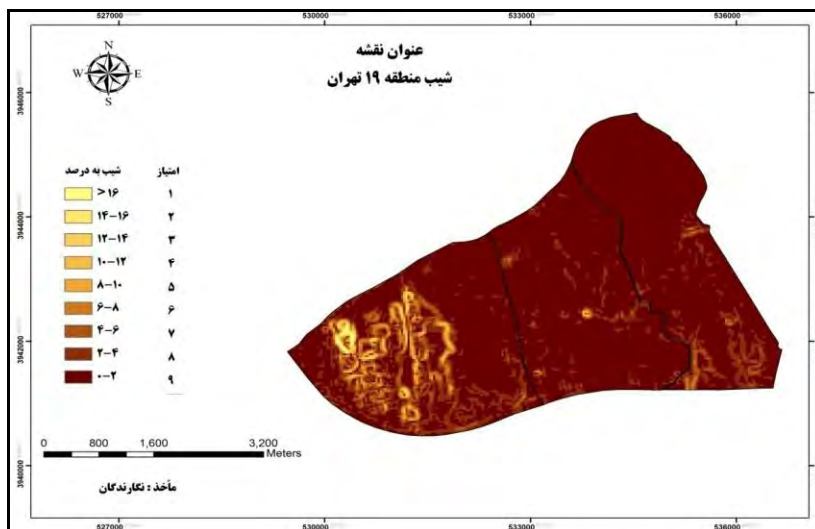 527000 530000 533000 536000
عنوان نقشه
شیب منطقه ۱۹ تهران
N
W E
S
3946000
3944000
3942000
3940000
شیب به درصد امتیاز
>۱۶ ۱
۱۴-۱۶ ۲
۱۲-۱۴ ۳
۱۰-۱۲ ۴
۸-۱۰ ۵
۶-۸ ۶
۴-۶ ۷
۲-۴ ۸
۰-۲ ۹
0 800 1,600 3,200
Meters
مأخذ : نگارندگان
527000 530000 533000 536000